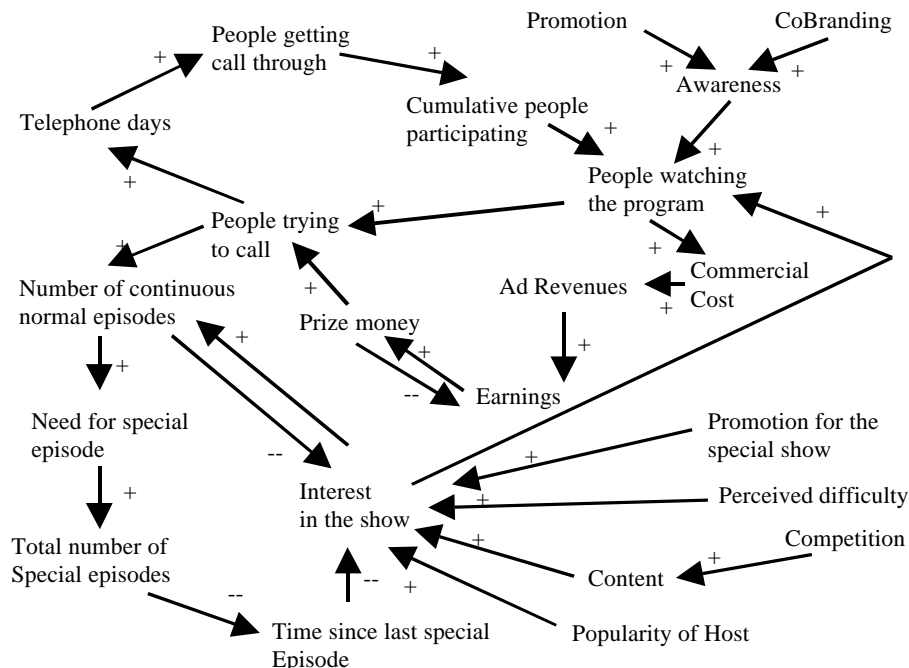 Promotion
CoBranding
People getting
call through
+
+
+
+
Awareness
Cumulative people
participating
Telephone days
+
+
People watching
the program
+
+
+
People trying
to call
+
+
Commercial
Cost
Number of continuous
normal episodes
Ad Revenues
+
+
Prize money
+
+
+
+
--
Earnings
Need for special
episode
Promotion for the
special show
--
+
Interest
in the show
+
+
Perceived difficulty
Total number of
Special episodes
+
Competition
+
--
+
Content
--
Time since last special
Episode
Popularity of Host